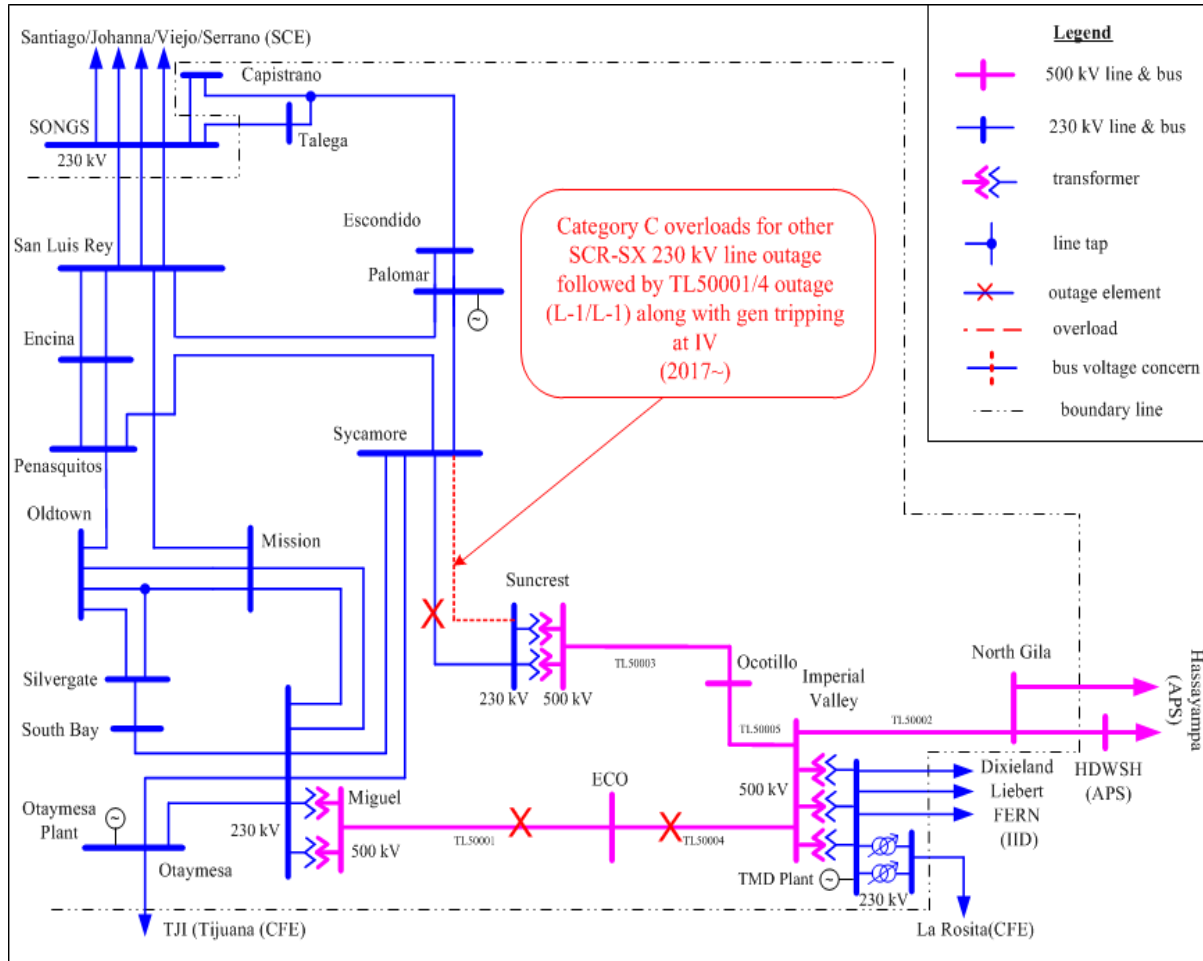 Santiago/Johanna/Viejo/Serrano (SCE)
Capistrano
SONGS
230 kV
Talega
San Luis Rey
Escondido
Palomar
~
Encina
Penasquitos
Sycamore
Oldtown
Mission
Silvergate
South Bay
Otaymesa
Plant
~
Otaymesa
230 kV
Miguel
500 kV
TJI (Tijuana (CFE)
Category C overloads for other
SCR-SX 230 kV line outage
followed by TL50001/4 outage
(L-1/L-1) along with gen tripping
at IV
(2017~)
X
Suncrest
230 kV
500 kV
TL50003
Ocotillo
Imperial
Valley
TL50005
TL50002
North Gila
Hassayampa
(APS)
HDWSH
(APS)
ECO
TL50001
X
TL50004
X
500 kV
Dixieland
Liebert
FERN
(IID)
TMD Plant
~
230 kV
La Rosita(CFE)
Legend
500 kV line & bus
230 kV line & bus
transformer
line tap
X
outage element
overload
bus voltage concern
boundary line